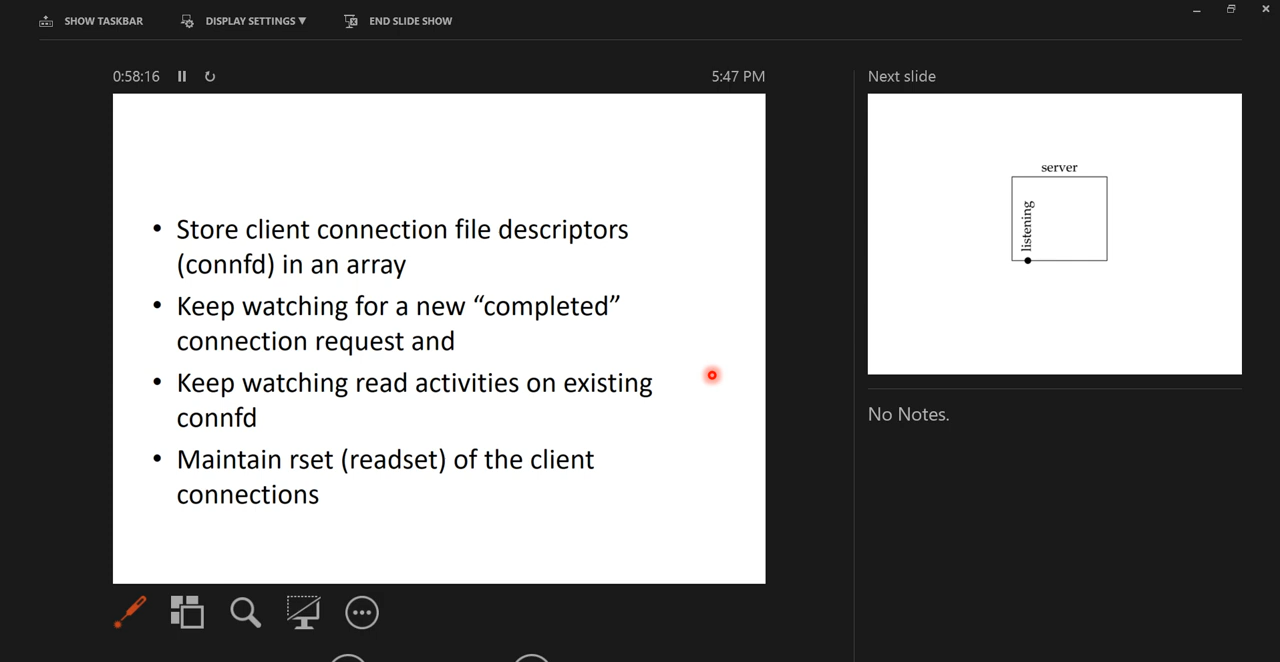 SHOW TASKBAR DISPLAY SETTINGS ▼ END SLIDE SHOW
0:58:16 5:47 PM
• Store client connection file descriptors
(connfd) in an array
• Keep watching for a new “completed”
connection request and
• Keep watching read activities on existing
connfd
• Maintain rset (readset) of the client
connections
Next slide
server
listening
No Notes.